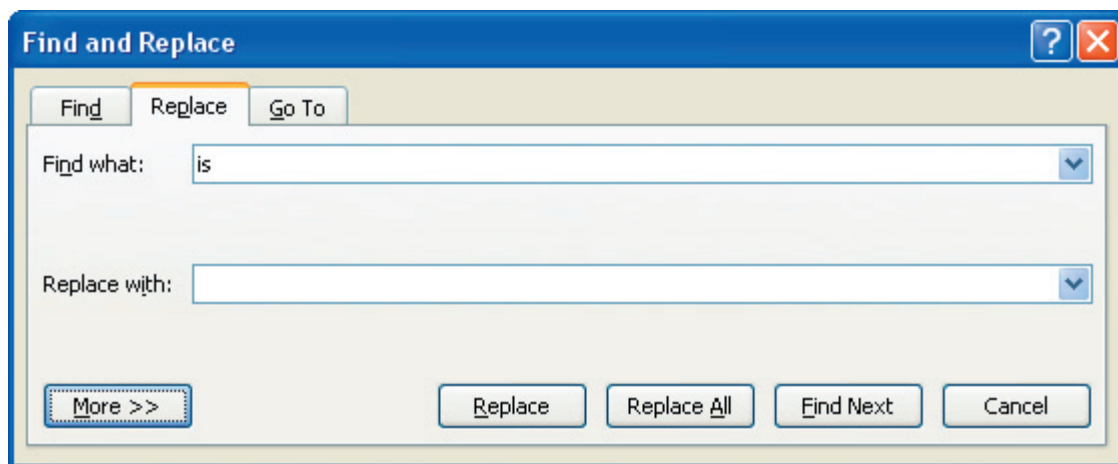 Find and Replace ?
Find Replace Go To
Find what: is
Replace with:
More >> Replace Replace All Find Next Cancel